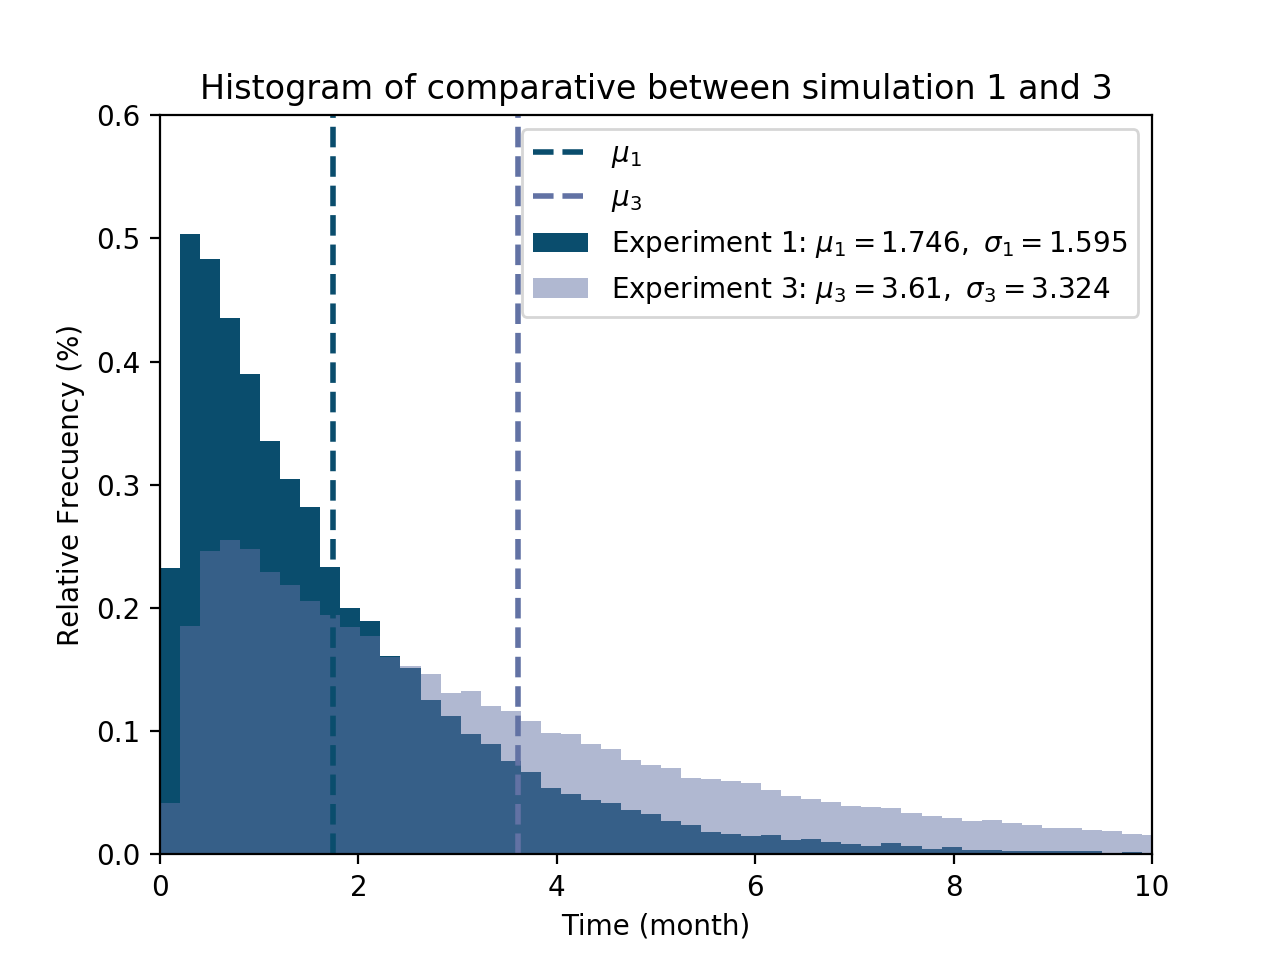 Histogram of comparative between simulation 1 and 3
0.6
0.5
0.4
0.3
0.2
0.1
0.0
Relative Frecuency (%)
μ₁
μ₃
Experiment 1: μ₁ = 1.746, σ₁ = 1.595
Experiment 3: μ₃ = 3.61, σ₃ = 3.324
0 2 4 6 8 10
Time (month)